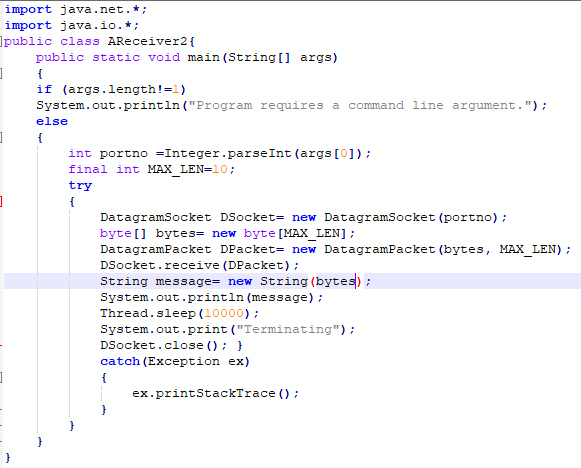 import java.net.*;
import java.io.*;
public class AReceiver2{
    public static void main(String[] args)
    {
    if (args.length!=1)
    System.out.println("Program requires a command line argument.");
    else
    {
        int portno =Integer.parseInt(args[0]);
        final int MAX_LEN=10;
        try
        {
            DatagramSocket DSocket= new DatagramSocket(portno);
            byte[] bytes= new byte[MAX_LEN];
            DatagramPacket DPacket= new DatagramPacket(bytes, MAX_LEN);
            DSocket.receive(DPacket);
            String message= new String(bytes);
            System.out.println(message);
            Thread.sleep(10000);
            System.out.print("Terminating");
            DSocket.close(); }
            catch(Exception ex)
            {
                ex.printStackTrace();
            }
        }
    }
}